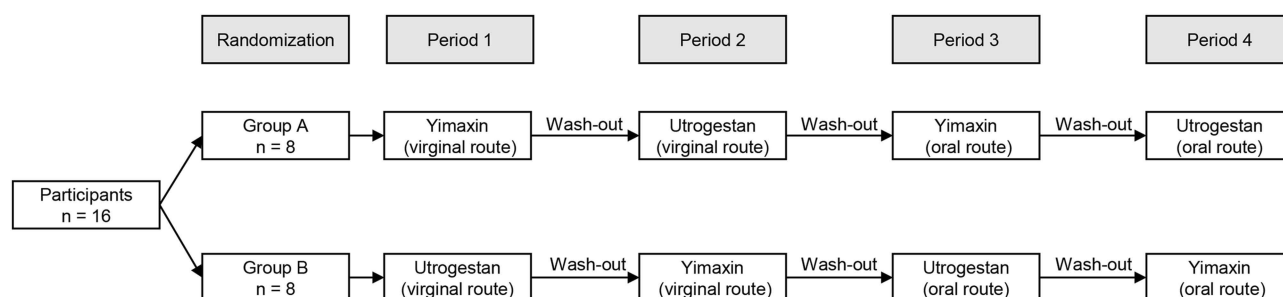 Randomization
Period 1
Period 2
Period 3
Period 4
Group A
n = 8
Yimaxin
(virginal route)
Wash-out
Utrogestan
(virginal route)
Wash-out
Yimaxin
(oral route)
Wash-out
Utrogestan
(oral route)
Participants
n = 16
Group B
n = 8
Utrogestan
(virginal route)
Wash-out
Yimaxin
(virginal route)
Wash-out
Utrogestan
(oral route)
Wash-out
Yimaxin
(oral route)